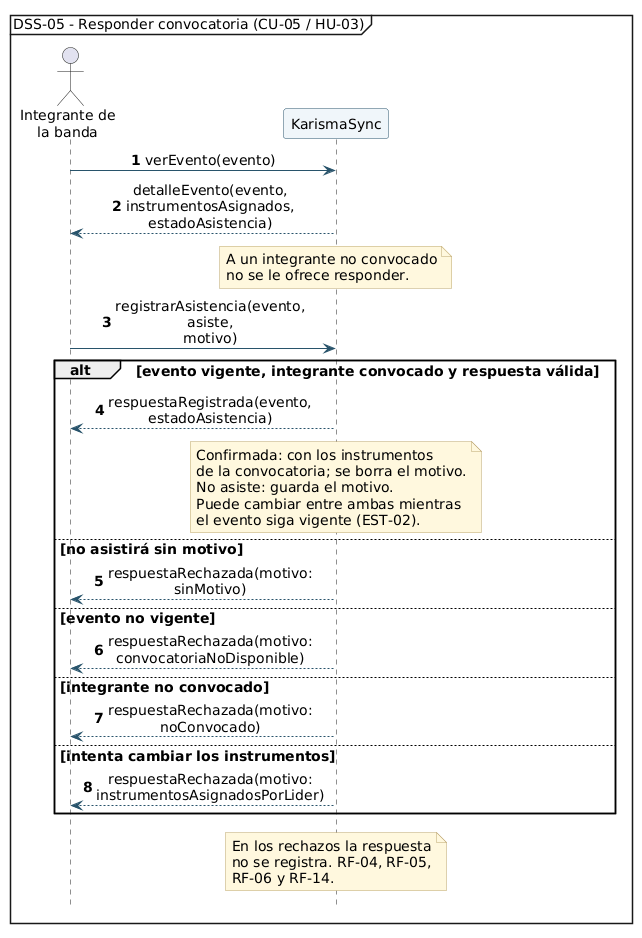 DSS-05 - Responder convocatoria (CU-05 / HU-03)
Integrante de
la banda
KarismaSync
1 verEvento(evento)
detalleEvento(evento,
2 instrumentosAsignados,
estadoAsistencia)
A un integrante no convocado
no se le ofrece responder.
registrarAsistencia(evento,
3 asiste,
motivo)
alt [evento vigente, integrante convocado y respuesta válida]
4 respuestaRegistrada(evento,
estadoAsistencia)
Confirmada: con los instrumentos
de la convocatoria; se borra el motivo.
No asiste: guarda el motivo.
Puede cambiar entre ambas mientras
el evento siga vigente (EST-02).
[no asistirá sin motivo]
5 respuestaRechazada(motivo:
sinMotivo)
[evento no vigente]
6 respuestaRechazada(motivo:
convocatoriaNoDisponible)
[integrante no convocado]
7 respuestaRechazada(motivo:
noConvocado)
[intenta cambiar los instrumentos]
8 respuestaRechazada(motivo:
instrumentosAsignadosPorLider)
En los rechazos la respuesta
no se registra. RF-04, RF-05,
RF-06 y RF-14.